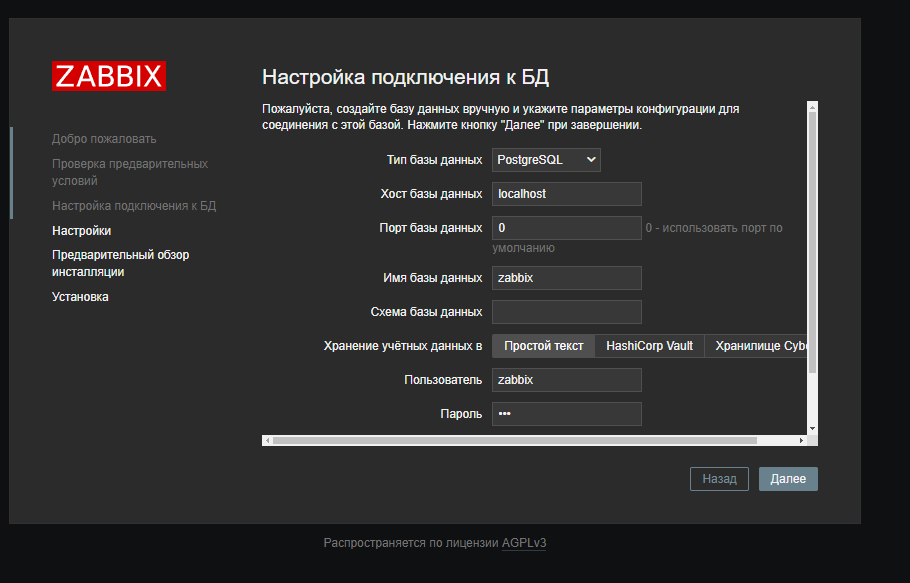 ZABBIX
Добро пожаловать
Проверка предварительных
условий
Настройка подключения к БД
Настройки
Предварительный обзор
инсталляции
Установка
Настройка подключения к БД
Пожалуйста, создайте базу данных вручную и укажите параметры конфигурации для
соединения с этой базой. Нажмите кнопку "Далее" при завершении.
Тип базы данных PostgreSQL
Хост базы данных localhost
Порт базы данных 0 0 - использовать порт по
умолчанию
Имя базы данных zabbix
Схема базы данных
Хранение учётных данных в Простой текст HashiCorp Vault Хранилище Cybe
Пользователь zabbix
Пароль •••
Назад Далее
Распространяется по лицензии AGPLv3